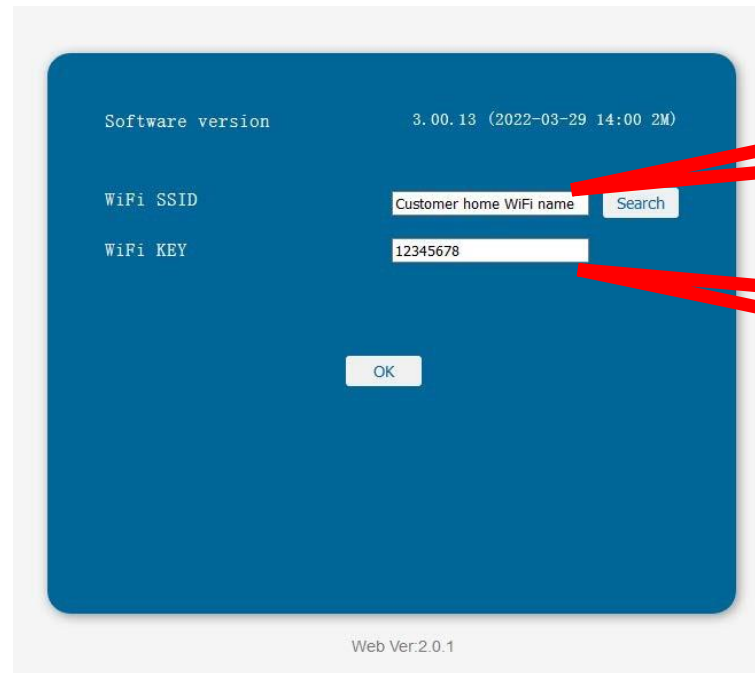 Software version 3.00.13 (2022-03-29 14:00 2M)
WiFi SSID Customer home WiFi name Search
WiFi KEY 12345678
OK
Web Ver:2.0.1